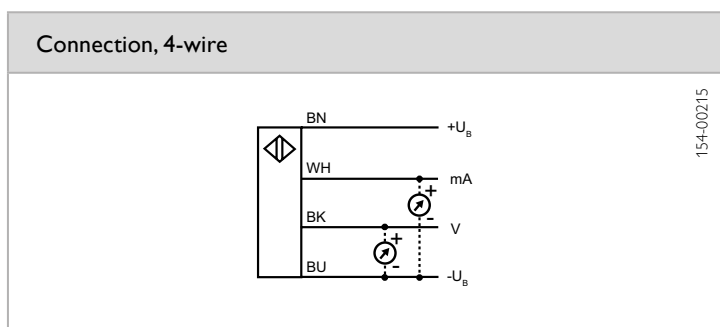 Connection, 4-wire
BN
+U_B
WH
mA
+
-
BK
V
+
-
BU
-U_B
154-00215